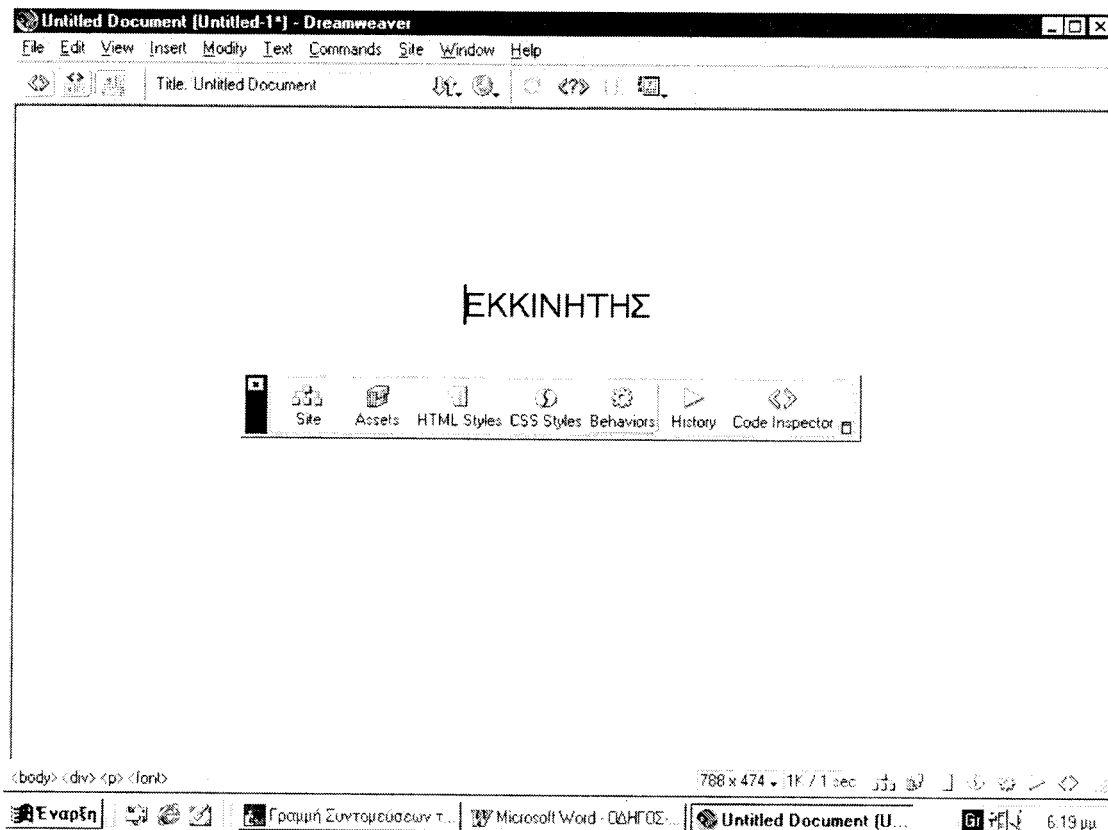 Untitled Document (Untitled-1*) - Dreamweaver
File Edit View Insert Modify Text Commands Site Window Help
Title: Untitled Document
ΕΚΚΙΝΗΤΗΣ
Site Assets HTML Styles CSS Styles Behaviors History Code Inspector
<body> <div> <p> <font>
788 x 474 1K / 1 sec
Έναρξη Γραμμή Συντομεύσεων τ... Microsoft Word - ΟΔΗΓΟΣ-... Untitled Document (U... Gr 6:19 μμ